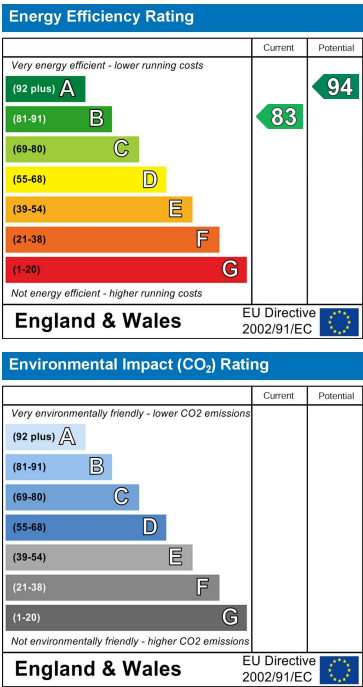 Energy Efficiency Rating
Current Potential
Very energy efficient - lower running costs
(92 plus) A
94
(81-91) B
83
(69-80) C
(55-68) D
(39-54) E
(21-38) F
(1-20) G
Not energy efficient - higher running costs
England & Wales
EU Directive
2002/91/EC
Environmental Impact (CO₂) Rating
Current Potential
Very environmentally friendly - lower CO2 emissions
(92 plus) A
(81-91) B
(69-80) C
(55-68) D
(39-54) E
(21-38) F
(1-20) G
Not environmentally friendly - higher CO2 emissions
England & Wales
EU Directive
2002/91/EC